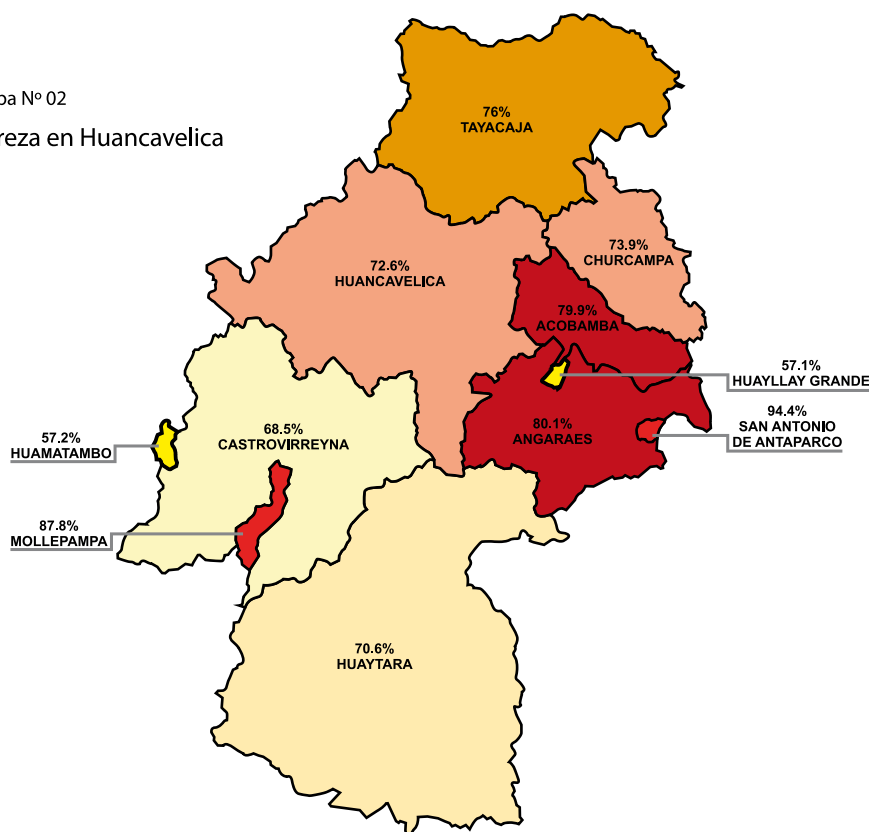 pa Nº 02
reza en Huancavelica
76%
TAYACAJA
73.9%
CHURCAMPA
72.6%
HUANCAVELICA
79.9%
ACOBAMBA
57.1%
HUAYLLAY GRANDE
94.4%
SAN ANTONIO
DE ANTAPARCO
80.1%
ANGARAES
68.5%
CASTROVIRREYNA
57.2%
HUAMATAMBO
87.8%
MOLLEPAMPA
70.6%
HUAYTARA